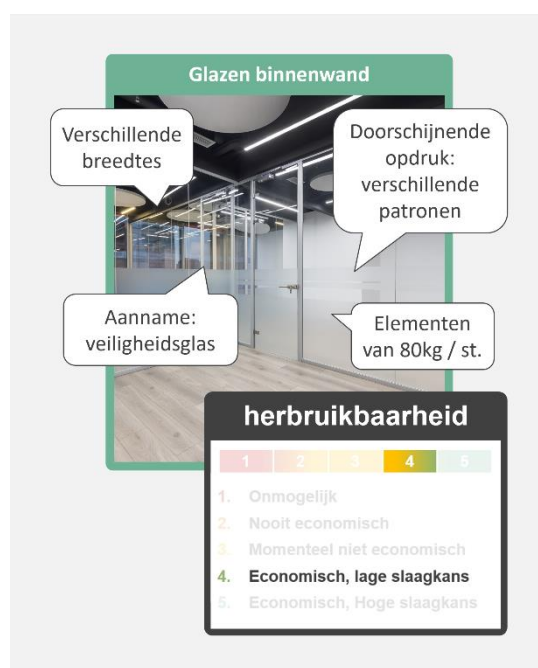 Glazen binnenwand
Verschillende
breedtes
Doorschijnende
opdruk:
verschillende
patronen
Aanname:
veiligheidsglas
Elementen
van 80kg / st.
herbruikbaarheid
1 2 3 4 5
1. Onmogelijk
2. Nooit economisch
3. Momenteel niet economisch
4. Economisch, lage slaagkans
5. Economisch, Hoge slaagkans